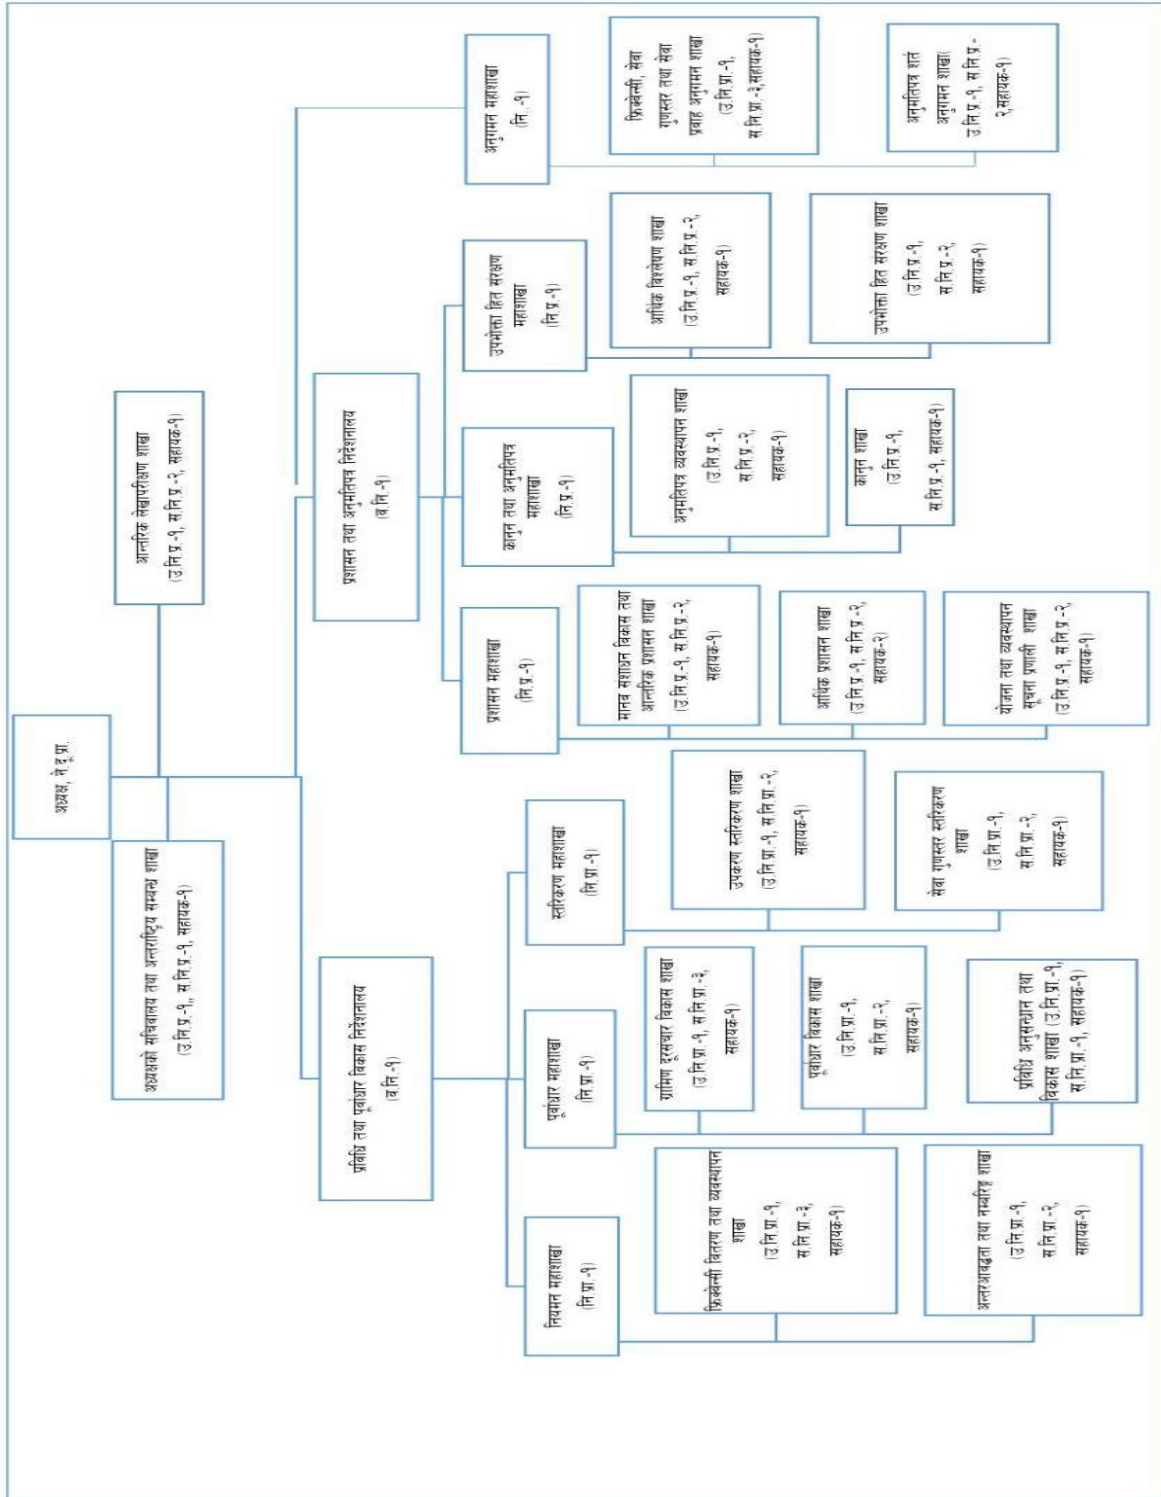 अध्यक्ष, ने.दू.प्रा.
अध्यक्षको सचिवालय तथा अन्तराष्ट्रिय सम्बन्ध शाखा
(उ.नि.प्र.-१,, स.नि.प्र.-१, सहायक-१)
आन्तरिक लेखापरीक्षण शाखा
(उ.नि.प्र.-१, स.नि.प्र.-२, सहायक-१)
प्रविधि तथा पूर्वाधार विकास निर्देशनालय
(व.नि.-१)
प्रशासन तथा अनुमतिपत्र निर्देशनालय
(व.नि.-१)
नियमन महाशाखा
(नि.प्रा.-१)
पूर्वाधार महाशाखा
(नि.प्रा.-१)
स्तरिकरण महाशाखा
(नि.प्रा.-१)
प्रशासन महाशाखा
(नि.प्र.-१)
कानुन तथा अनुमतिपत्र
महाशाखा
(नि.प्र.-१)
उपभोक्ता हित संरक्षण
महाशाखा
(नि.प्र.-१)
अनुगमन महाशाखा
(नि..-१)
फ्रिक्वेन्सी वितरण तथा व्यवस्थापन
शाखा
(उ.नि.प्रा.-१,
स.नि.प्रा.-३,
सहायक-१)
अन्तरआवद्धता तथा नम्बरिङ्ग शाखा
(उ.नि.प्रा.-१,
स.नि.प्रा.-२,
सहायक-१)
ग्रामिण दूरसंचार विकास शाखा
(उ.नि.प्रा.-१, स.नि.प्रा.-३,
सहायक-१)
पूर्वाधार विकास शाखा
(उ.नि.प्रा.-१,
स.नि.प्रा.-२,
सहायक-१)
प्रविधि अनुसन्धान तथा
विकास शाखा (उ.नि.प्रा.-१,
स.नि.प्रा.-१, सहायक-१)
उपकरण स्तरिकरण शाखा
(उ.नि.प्रा.-१, स.नि.प्रा.-२,
सहायक-१)
सेवा गुणस्तर स्तरिकरण
शाखा
(उ.नि.प्रा.-१,
स.नि.प्रा.-२,
सहायक-१)
मानव संशाधन विकास तथा
आन्तरिक प्रशासन शाखा
(उ.नि.प्र.-१, स.नि.प्र.-२,
सहायक-१)
आर्थिक प्रशासन शाखा
(उ.नि.प्र.-१, स.नि.प्र.-२,
सहायक-२)
योजना तथा व्यवस्थापन
सूचना प्रणाली शाखा
(उ.नि.प्र.-१, स.नि.प्र.-२,
सहायक-१)
अनुमतिपत्र व्यवस्थापन शाखा
(उ.नि.प्र.-१,
स.नि.प्र.-२,
सहायक-१)
कानुन शाखा
(उ.नि.प्र.-१,
स.नि.प्र.-१, सहायक-१)
आर्थिक विश्लेषण शाखा
(उ.नि.प्र.-१, स.नि.प्र.-२,
सहायक-१)
उपभोक्ता हित संरक्षण शाखा
(उ.नि.प्र.-१,
स.नि.प्र.-२,
सहायक-१)
फ्रिक्वेन्सी, सेवा
गुणस्तर तथा सेवा
प्रवाह अनुगमन शाखा
(उ.नि.प्रा.-१,
स.नि.प्रा.-३,सहायक-१)
अनुमतिपत्र शर्त
अनुगमन शाखा(
उ.नि.प्र.-१, स.नि.प्र.-
२,सहायक-१)